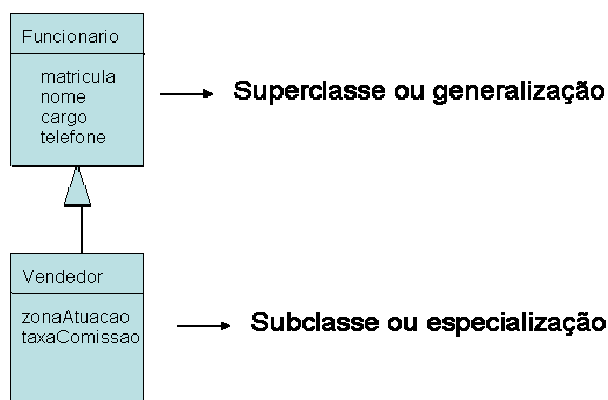 Funcionario
matricula
nome
cargo
telefone
Superclasse ou generalização
Vendedor
zonaAtuacao
taxaComissao
Subclasse ou especialização